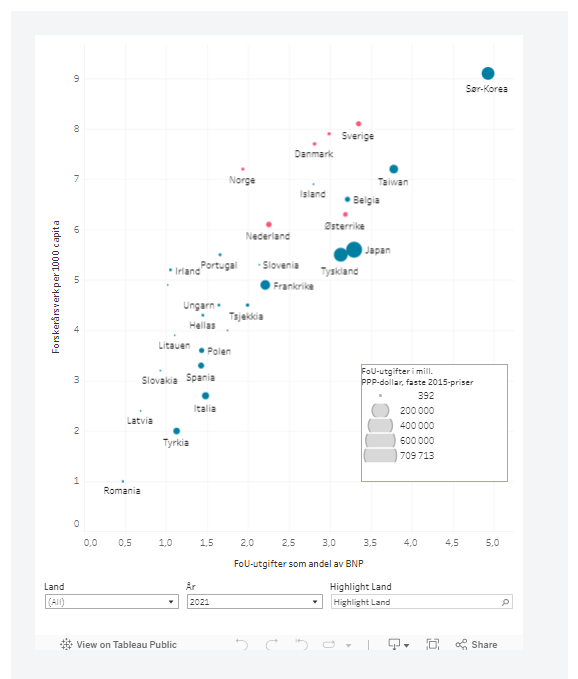 9
Sør-Korea
8
Sverige
Danmark
7
Norge
Taiwan
Island
Belgia
6
Østerrike
Nederland
Japan
Portugal
Slovenia
Irland
Tyskland
5
Frankrike
Ungarn
Tsjekkia
Hellas
4
Litauen
Polen
3
Slovakia
Spania
Italia
Latvia
2
Tyrkia
1
Romania
0
Forskerårsverk per 1000 capita
FoU-utgifter i mill.
PPP-dollar, faste 2015-priser
392
200 000
400 000
600 000
709 713
0,0 0,5 1,0 1,5 2,0 2,5 3,0 3,5 4,0 4,5 5,0
FoU-utgifter som andel av BNP
Land År Highlight Land
(All) 2021 Highlight Land
View on Tableau Public Share